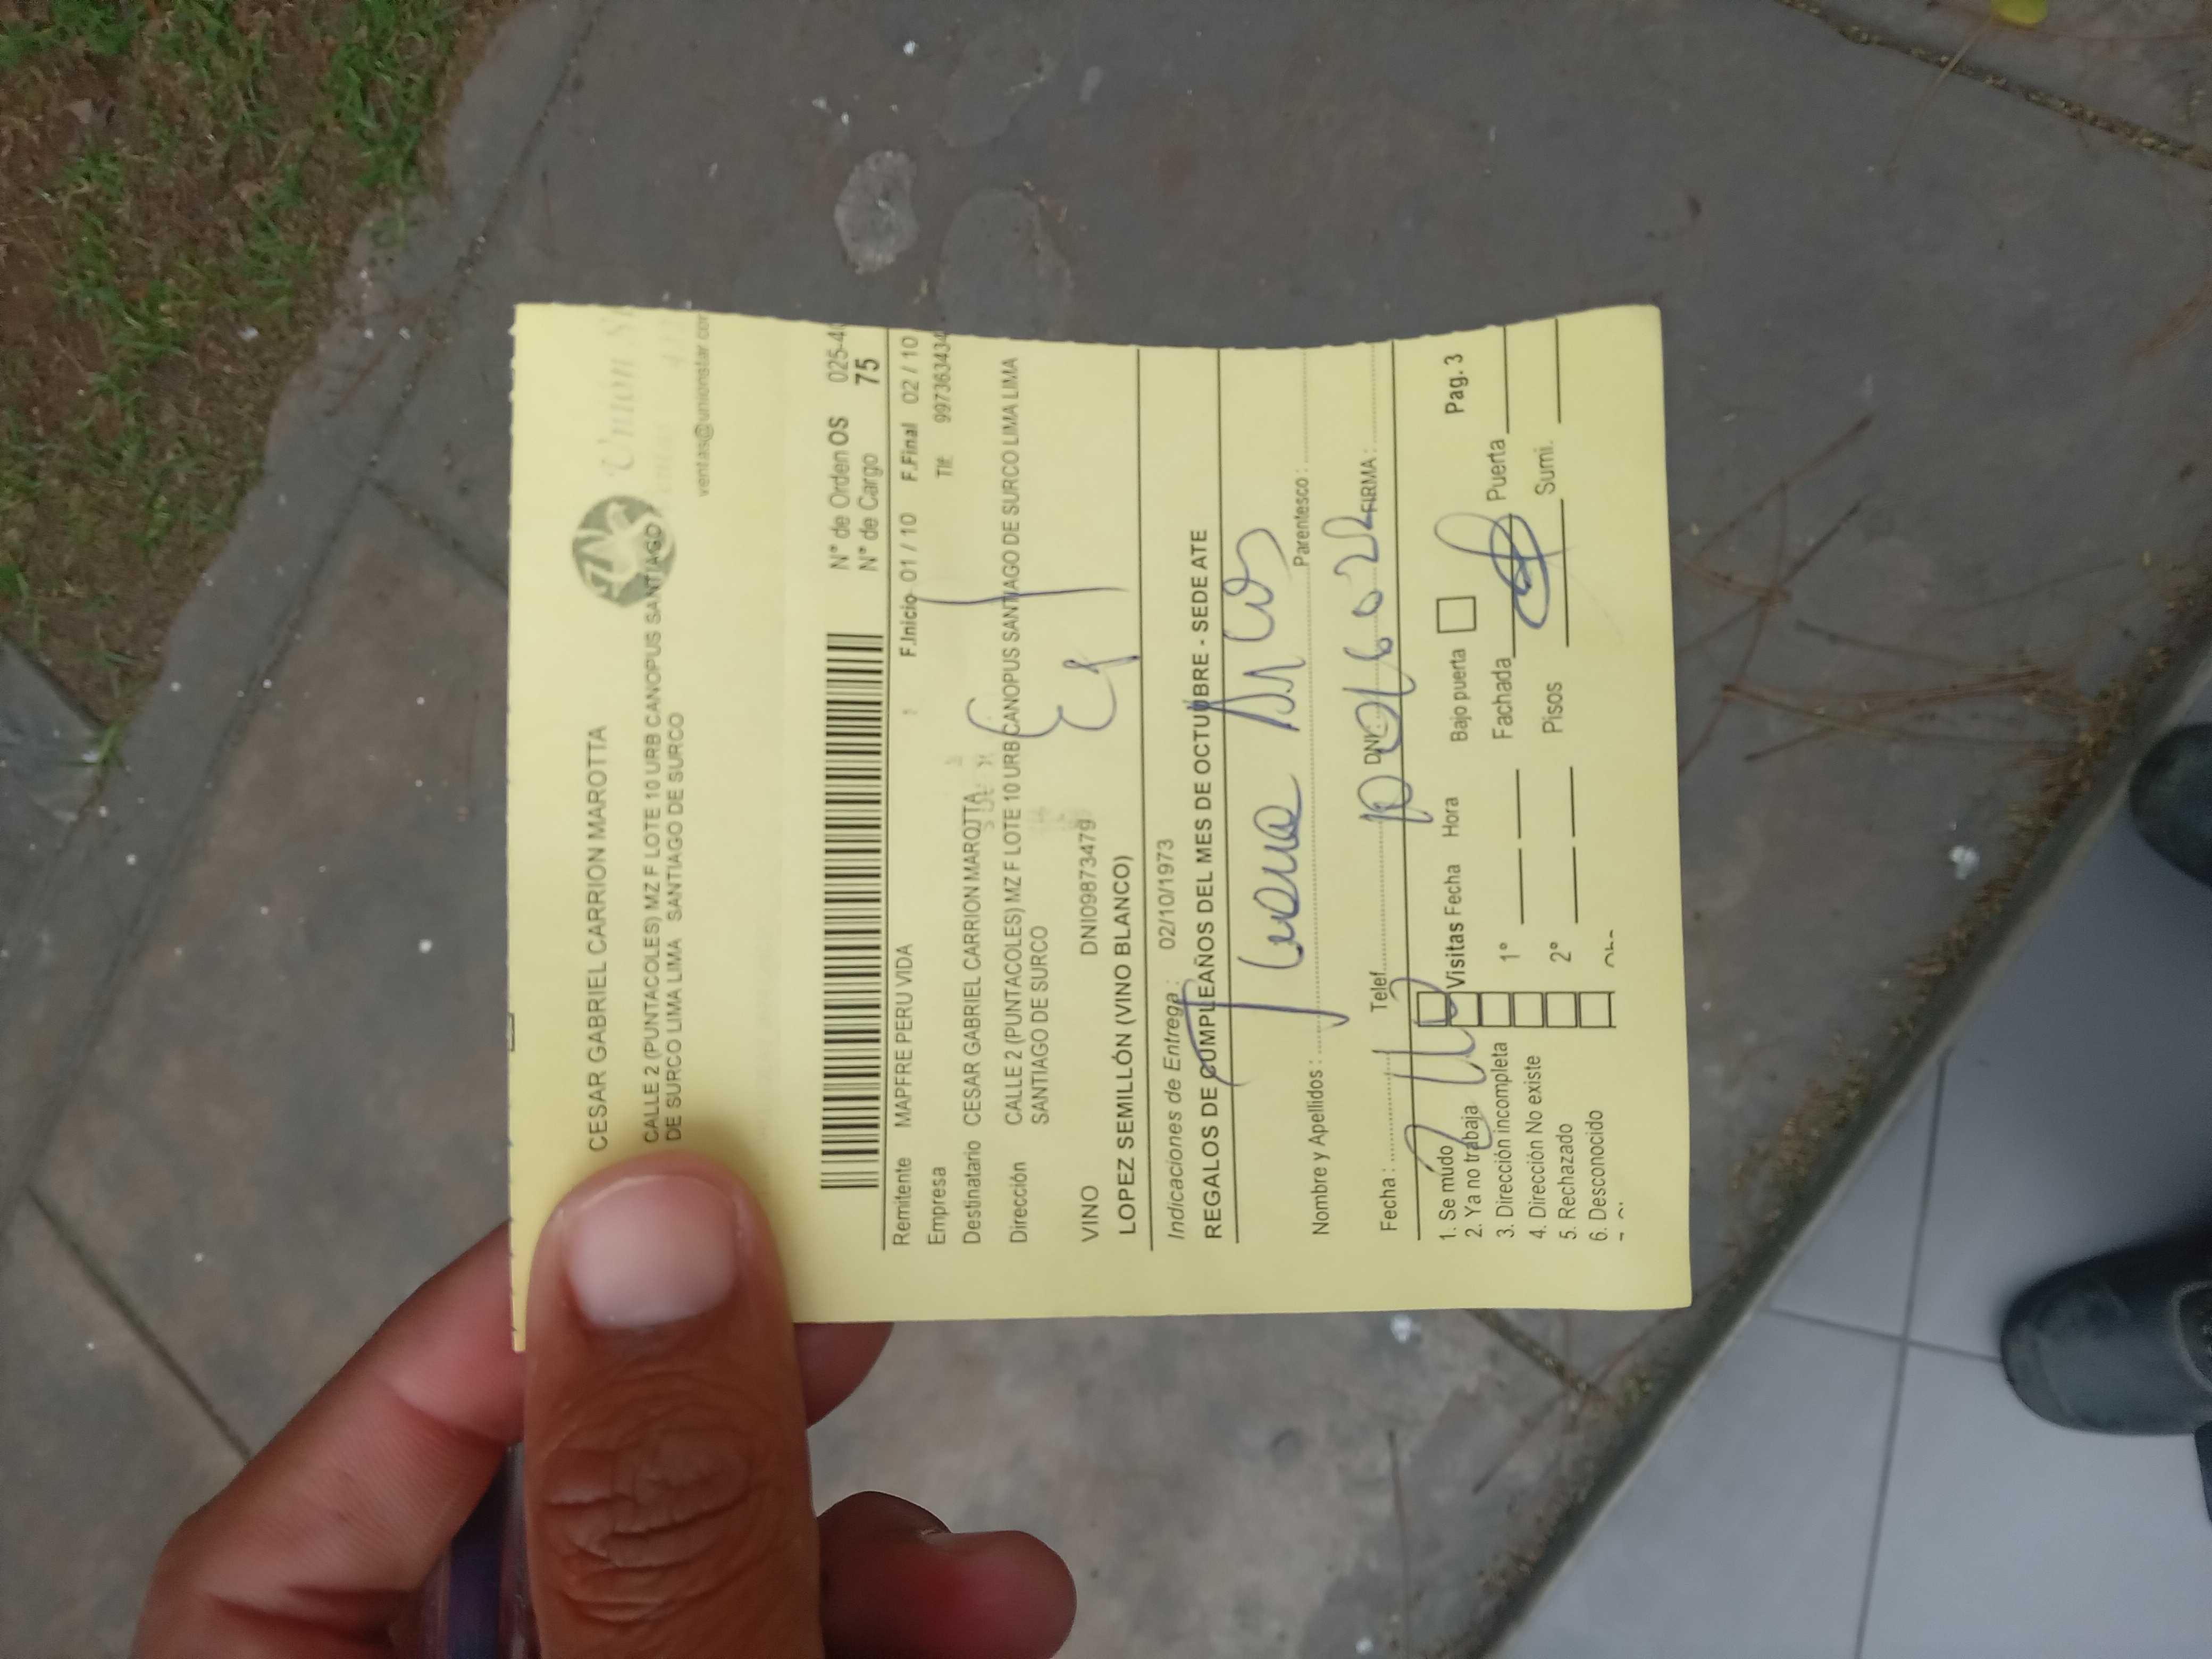 CESAR GABRIEL CARRION MAROTTA
CALLE 2 (PUNTACOLES) MZ F LOTE 10 URB CANOPUS SANTIAGO
DE SURCO LIMA LIMA SANTIAGO DE SURCO
Union
ventas@unionstar.com
N° de Orden OS 025-4
N° de Cargo 75
Remitente MAPFRE PERU VIDA 1 F.Inicio 01 / 10 F.Final 02 / 10
Empresa Tlf: 997363434
Destinatario CESAR GABRIEL CARRION MAROTTA
Dirección CALLE 2 (PUNTACOLES) MZ F LOTE 10 URB CANOPUS SANTIAGO DE SURCO LIMA LIMA
SANTIAGO DE SURCO
VINO DNI09873479
LOPEZ SEMILLÓN (VINO BLANCO)
Indicaciones de Entrega : 02/10/1973
REGALOS DE CUMPLEAÑOS DEL MES DE OCTUBRE - SEDE ATE
Nombre y Apellidos : Parentesco :
Fecha : Telef. DNI FIRMA :
1. Se mudo Visitas Fecha Hora Bajo puerta Pag. 3
2. Ya no trabaja
3. Dirección incompleta 1° Fachada Puerta
4. Dirección No existe
5. Rechazado 2° Pisos Sumi.
6. Desconocido